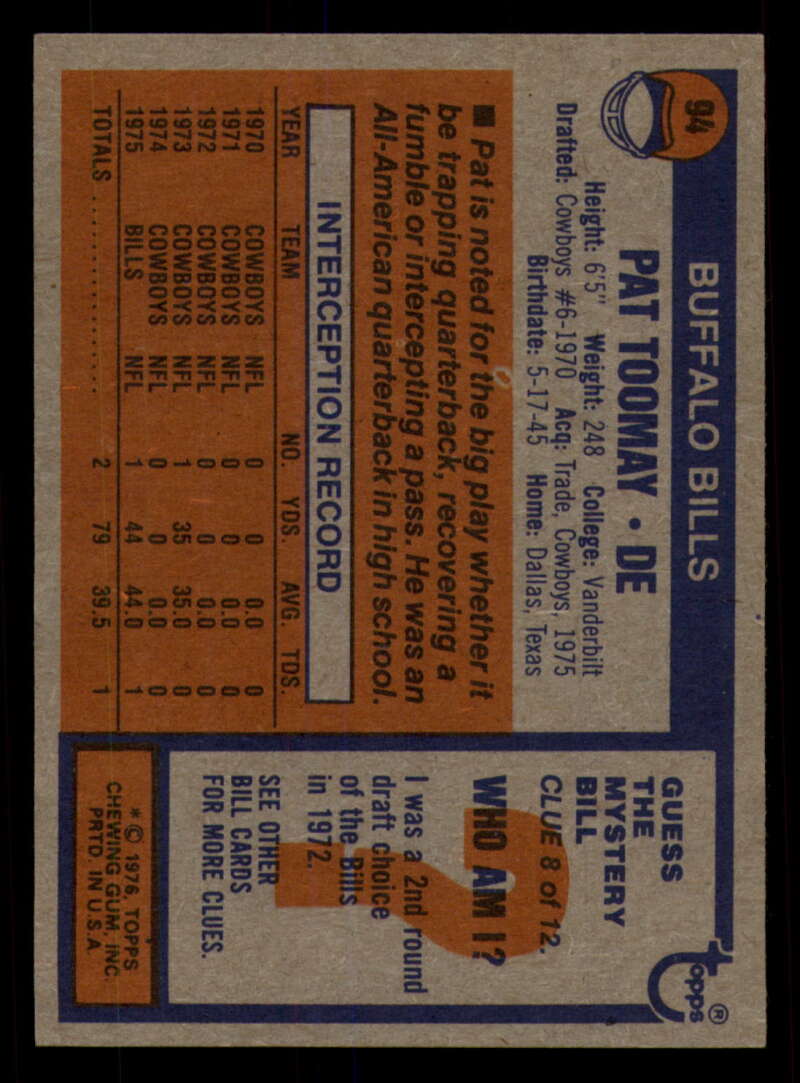 94
BUFFALO BILLS
PAT TOOMAY • DE
Height: 6'5" Weight: 248 College: Vanderbilt
Drafted: Cowboys #6-1970 Acq: Trade, Cowboys, 1975
Birthdate: 5-17-45 Home: Dallas, Texas
■ Pat is noted for the big play whether it
be trapping quarterback, recovering a
fumble or intercepting a pass. He was an
All-American quarterback in high school.
INTERCEPTION RECORD
YEAR TEAM NO. YDS. AVG. TDS.
1970 COWBOYS NFL 0 0 0.0 0
1971 COWBOYS NFL 0 0 0.0 0
1972 COWBOYS NFL 0 0 0.0 0
1973 COWBOYS NFL 1 35 35.0 0
1974 COWBOYS NFL 0 0 0.0 0
1975 BILLS NFL 1 44 44.0 1
TOTALS .................... 2 79 39.5 1
topps®
GUESS
THE
MYSTERY
BILL
CLUE 8 of 12.
?
WHO AM I?
I was a 2nd round
draft choice
of the Bills
in 1972.
SEE OTHER
BILL CARDS
FOR MORE CLUES.
*© 1976, TOPPS
CHEWING GUM, INC.
PRTD. IN U.S.A.